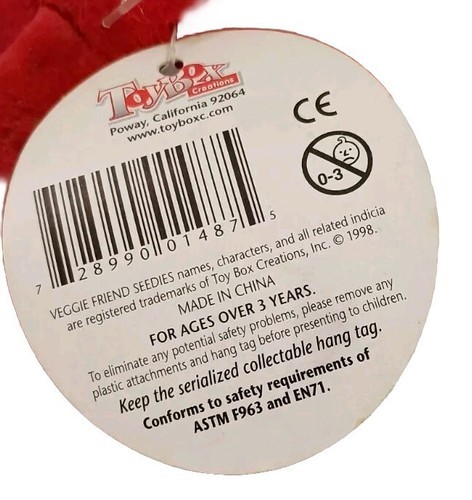 ToyBox
Creations
Poway, California 92064
www.toyboxc.com
CE
0-3
7 28990 01487 5
VEGGIE FRIEND SEEDIES names, characters, and all related indicia
are registered trademarks of Toy Box Creations, Inc. © 1998.
MADE IN CHINA
FOR AGES OVER 3 YEARS.
To eliminate any potential safety problems, please remove any
plastic attachments and hang tag before presenting to children.
Keep the serialized collectable hang tag.
Conforms to safety requirements of
ASTM F963 and EN71.